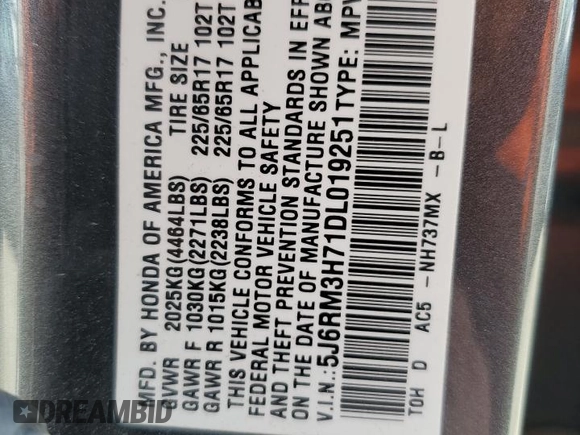 MFD. BY HONDA OF AMERICA MFG., INC.
GVWR 2025KG(4464LBS) TIRE SIZE
GAWR F 1030KG(2271LBS) 225/65R17 102T
GAWR R 1015KG(2238LBS) 225/65R17 102T
THIS VEHICLE CONFORMS TO ALL APPLICAB
FEDERAL MOTOR VEHICLE SAFETY
AND THEFT PREVENTION STANDARDS IN EFF
DATE OF MANUFACTURE SHOWN AB
V.I.N.:5J6RM3H71DL019251 TYPE: MPV
TOH D AC5 -NH737MX -B-L
DREAMBID